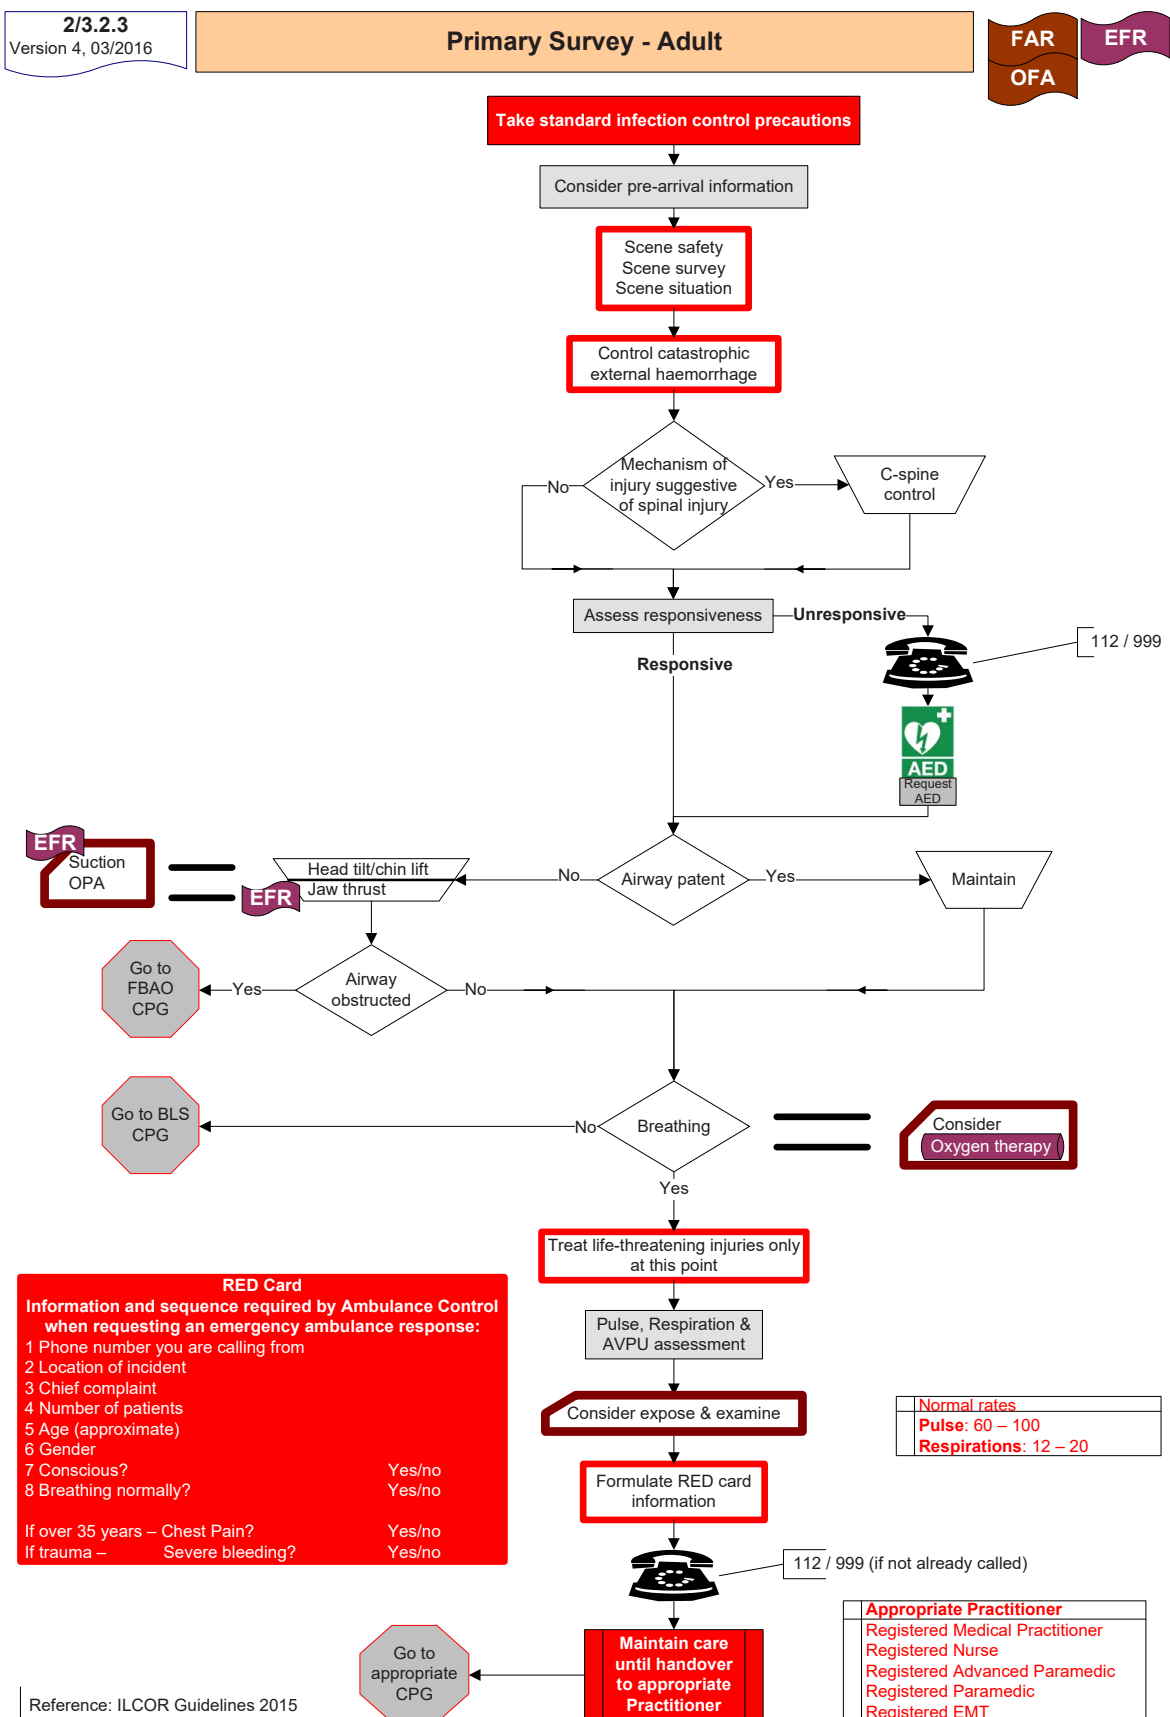 2/3.2.3
Version 4, 03/2016
Primary Survey - Adult
FAR
EFR
OFA
Take standard infection control precautions
Consider pre-arrival information
Scene safety
Scene survey
Scene situation
Control catastrophic
external haemorrhage
Mechanism of
injury suggestive
of spinal injury
No
Yes
C-spine
control
Assess responsiveness
Unresponsive
112 / 999
Responsive
AED
Request
AED
EFR
Suction
OPA
Head tilt/chin lift
Jaw thrust
EFR
No
Airway patent
Yes
Maintain
Go to
FBAO
CPG
Yes
Airway
obstructed
No
Go to BLS
CPG
No
Breathing
Consider
Oxygen therapy
Yes
Treat life-threatening injuries only
at this point
RED Card
Information and sequence required by Ambulance Control
when requesting an emergency ambulance response:
1 Phone number you are calling from
2 Location of incident
3 Chief complaint
4 Number of patients
5 Age (approximate)
6 Gender
7 Conscious? Yes/no
8 Breathing normally? Yes/no
If over 35 years – Chest Pain? Yes/no
If trauma – Severe bleeding? Yes/no
Pulse, Respiration &
AVPU assessment
Consider expose & examine
Normal rates
Pulse: 60 – 100
Respirations: 12 – 20
Formulate RED card
information
112 / 999 (if not already called)
Go to
appropriate
CPG
Maintain care
until handover
to appropriate
Practitioner
Appropriate Practitioner
Registered Medical Practitioner
Registered Nurse
Registered Advanced Paramedic
Registered Paramedic
Registered EMT
Reference: ILCOR Guidelines 2015